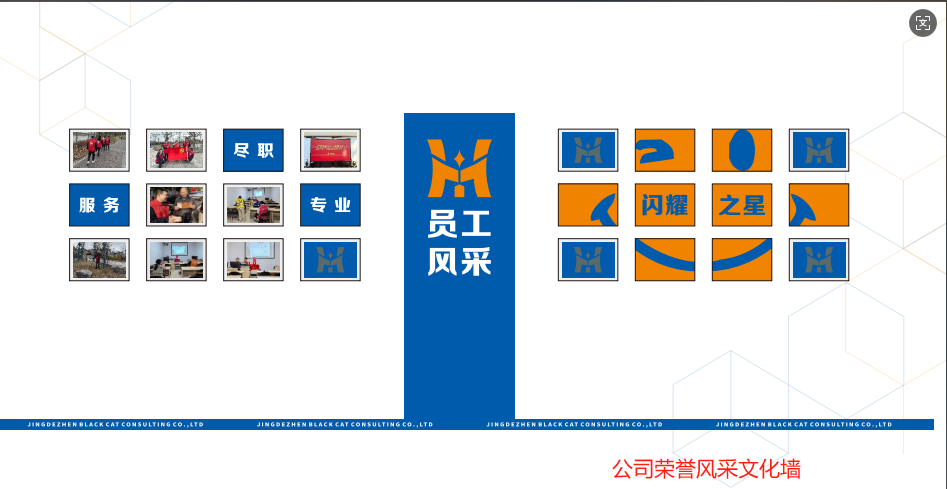 尽职
服务
专业
员工
风采
闪耀
之星
JINGDEZHEN BLACK CAT CONSULTING CO.,LTD
JINGDEZHEN BLACK CAT CONSULTING CO.,LTD
JINGDEZHEN BLACK CAT CONSULTING CO.,LTD
JINGDEZHEN BLACK CAT CONSULTING CO.,LTD
公司荣誉风采文化墙